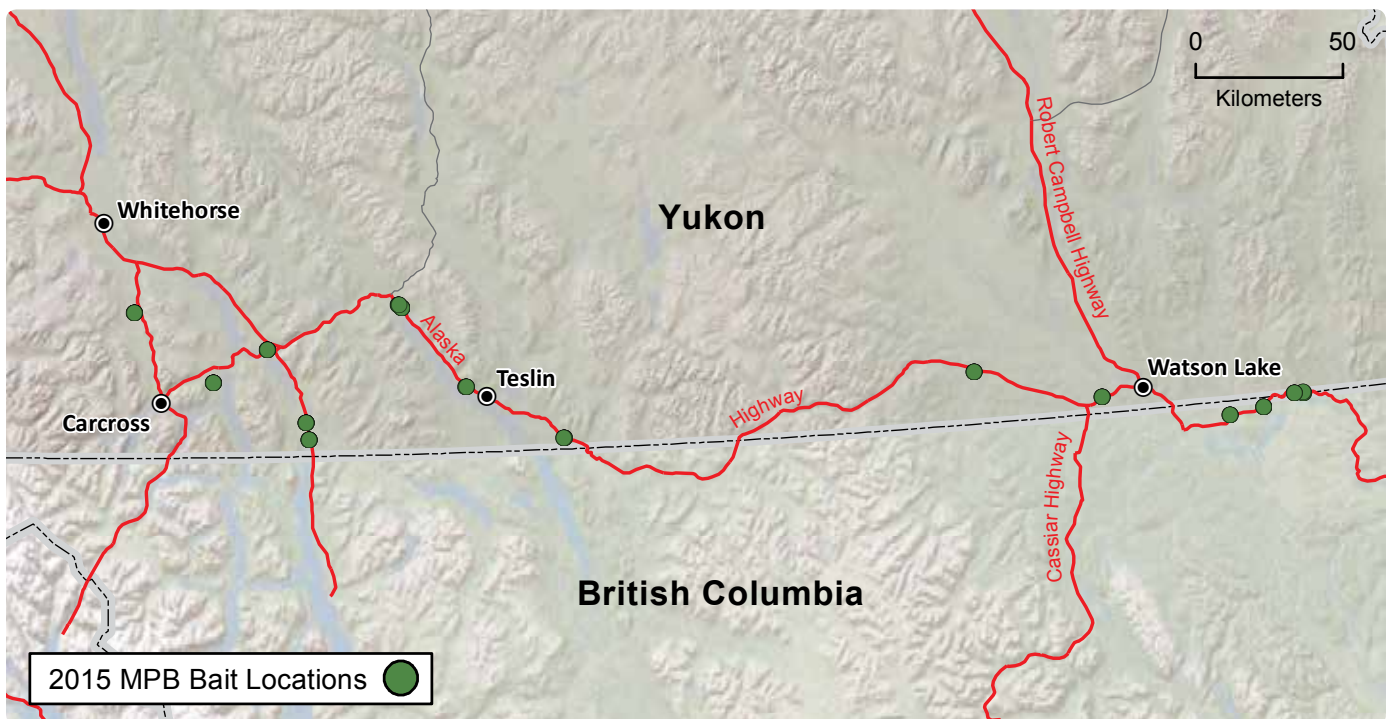 0 50
Kilometers
Robert Campbell Highway
Whitehorse
Yukon
Alaska
Teslin
Watson Lake
Carcross
Highway
Cassiar Highway
British Columbia
2015 MPB Bait Locations